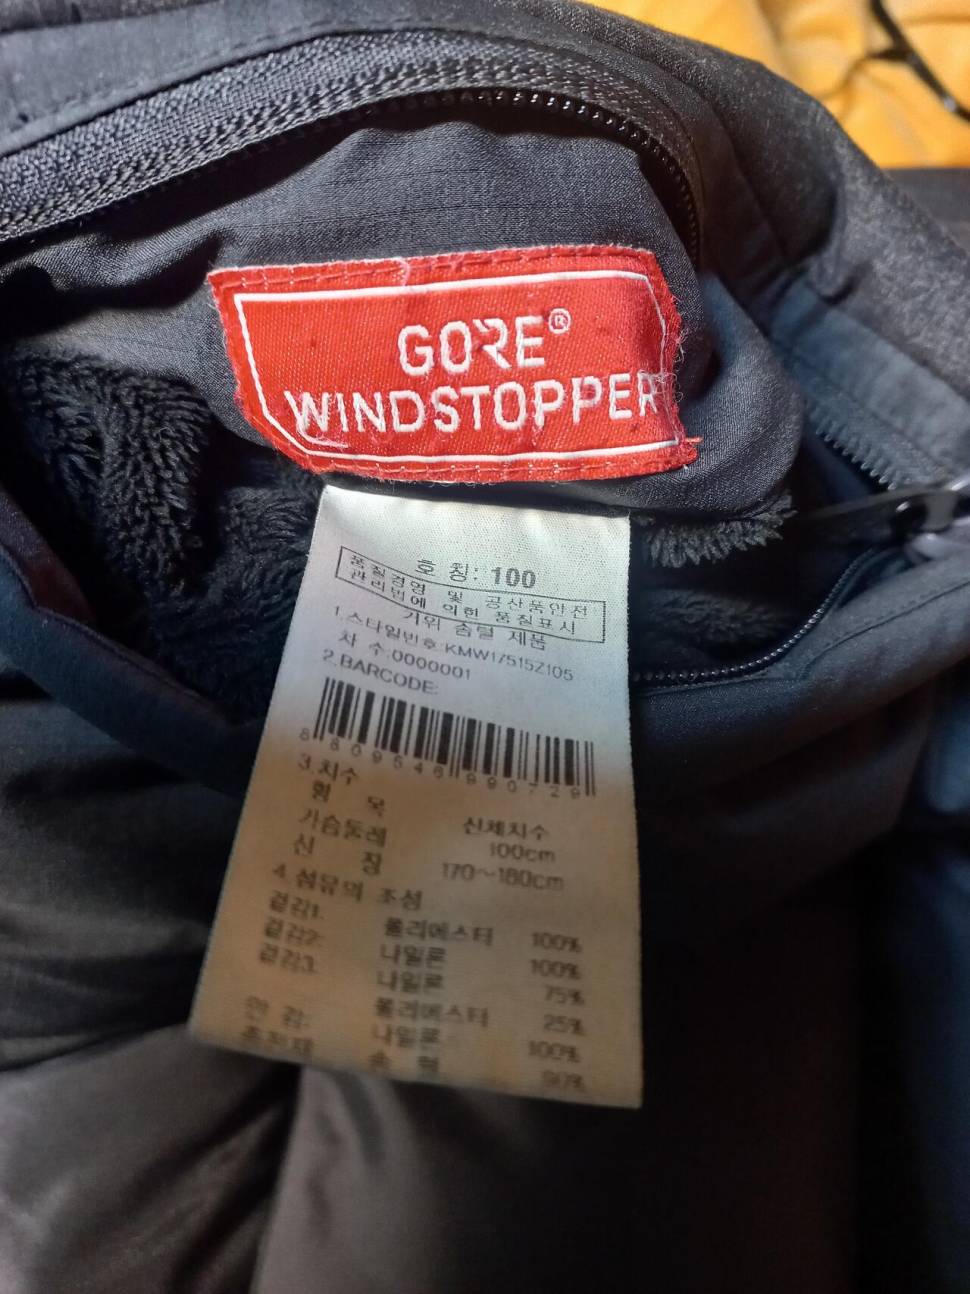 GORE®
WINDSTOPPER
호 칭: 100
품질경영 및 공산품안전
관리법에 의한 품질표시
거위 솜털 제품
1.스타일번호:KMW17515Z105
차 수:0000001
2.BARCODE:
8809546990729
3.치수
항 목 신체치수
가슴둘레 100cm
신 장 170~180cm
4.섬유의 조성
겉감1: 폴리에스터 100%
겉감2: 나일론 100%
겉감3: 나일론 75%
폴리에스터 25%
안 감: 나일론 100%
충전재 솜 털 90%